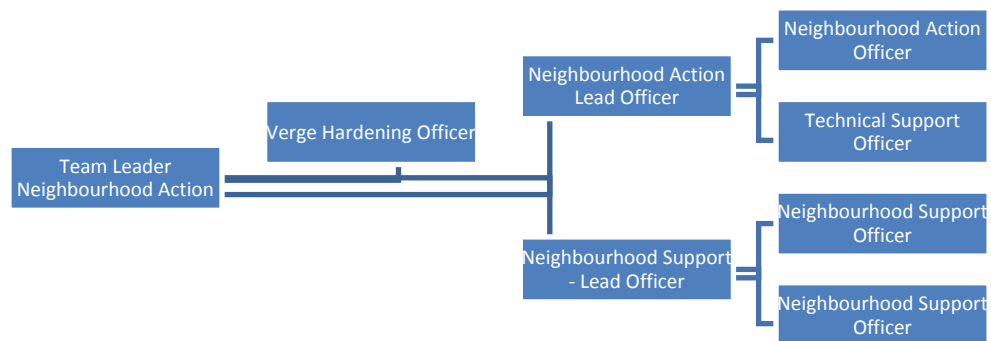 Team Leader
Neighbourhood Action
Verge Hardening Officer
Neighbourhood Action
Lead Officer
Neighbourhood Action
Officer
Technical Support
Officer
Neighbourhood Support
- Lead Officer
Neighbourhood Support
Officer
Neighbourhood Support
Officer